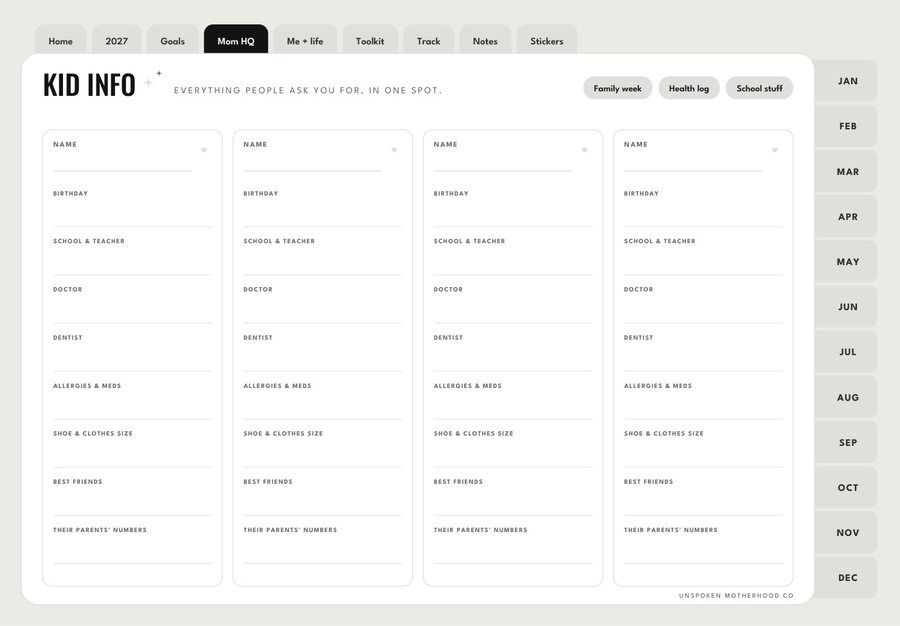 Home 2027 Goals Mom HQ Me + life Toolkit Track Notes Stickers
KID INFO
EVERYTHING PEOPLE ASK YOU FOR, IN ONE SPOT.
Family week Health log School stuff
NAME NAME NAME NAME
BIRTHDAY BIRTHDAY BIRTHDAY BIRTHDAY
SCHOOL & TEACHER SCHOOL & TEACHER SCHOOL & TEACHER SCHOOL & TEACHER
DOCTOR DOCTOR DOCTOR DOCTOR
DENTIST DENTIST DENTIST DENTIST
ALLERGIES & MEDS ALLERGIES & MEDS ALLERGIES & MEDS ALLERGIES & MEDS
SHOE & CLOTHES SIZE SHOE & CLOTHES SIZE SHOE & CLOTHES SIZE SHOE & CLOTHES SIZE
BEST FRIENDS BEST FRIENDS BEST FRIENDS BEST FRIENDS
THEIR PARENTS' NUMBERS THEIR PARENTS' NUMBERS THEIR PARENTS' NUMBERS THEIR PARENTS' NUMBERS
UNSPOKEN MOTHERHOOD CO
JAN
FEB
MAR
APR
MAY
JUN
JUL
AUG
SEP
OCT
NOV
DEC